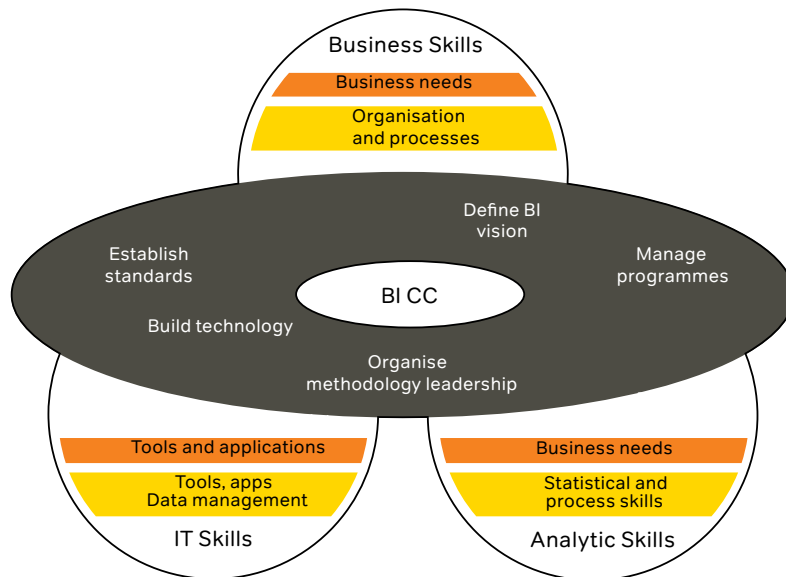 Business Skills
Business needs
Organisation
and processes
Define BI
vision
Establish
standards
Manage
programmes
BI CC
Build technology
Organise
methodology leadership
Tools and applications
Tools, apps
Data management
IT Skills
Business needs
Statistical and
process skills
Analytic Skills